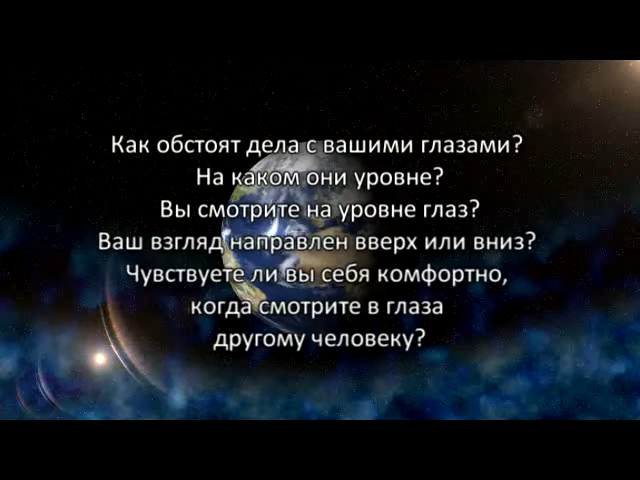 Как обстоят дела с вашими глазами?
На каком они уровне?
Вы смотрите на уровне глаз?
Ваш взгляд направлен вверх или вниз?
Чувствуете ли вы себя комфортно,
когда смотрите в глаза
другому человеку?